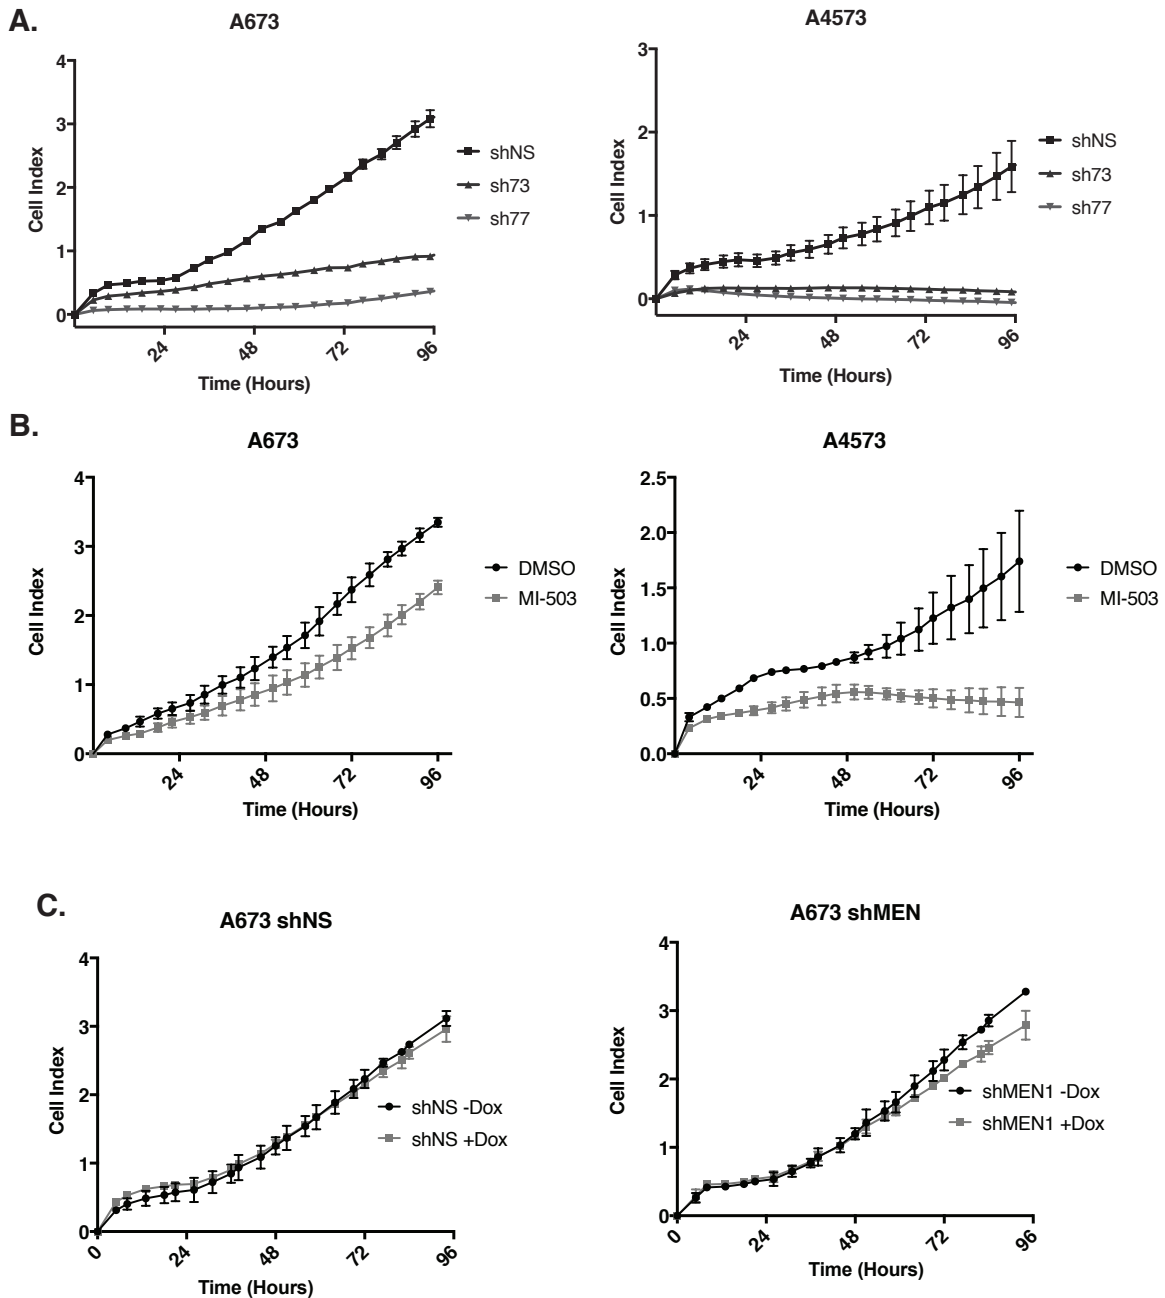 A.
A673
Cell Index
4
3
2
1
0
24
48
72
96
Time (Hours)
shNS
sh73
sh77
A4573
Cell Index
3
2
1
0
24
48
72
96
Time (Hours)
shNS
sh73
sh77
B.
A673
Cell Index
4
3
2
1
0
24
48
72
96
Time (Hours)
DMSO
MI-503
A4573
Cell Index
2.5
2.0
1.5
1.0
0.5
0.0
24
48
72
96
Time (Hours)
DMSO
MI-503
C.
A673 shNS
Cell Index
4
3
2
1
0
0
24
48
72
96
Time (Hours)
shNS -Dox
shNS +Dox
A673 shMEN
Cell Index
4
3
2
1
0
0
24
48
72
96
Time (Hours)
shMEN1 -Dox
shMEN1 +Dox